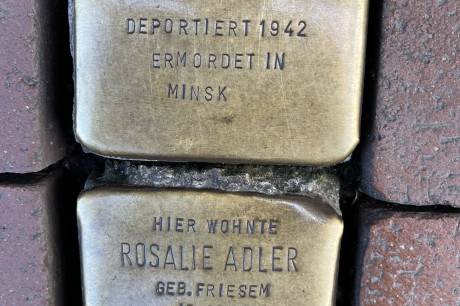 DEPORTIERT 1942
ERMORDET IN
MINSK
HIER WOHNTE
ROSALIE ADLER
GEB. FRIESEM